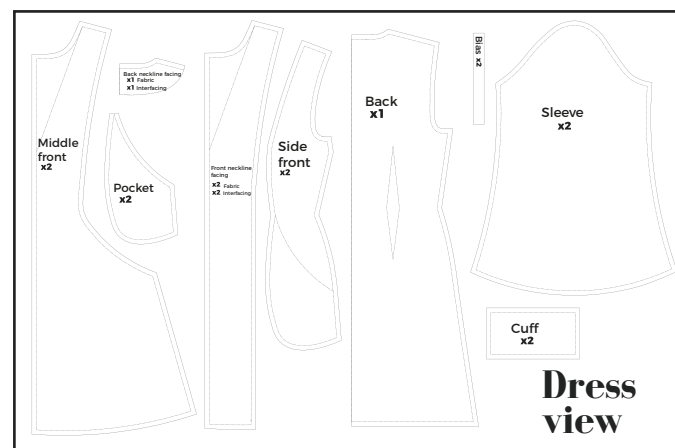 Middle
front
x2
Back neckline facing
x1 Fabric
x1 Interfacing
Pocket
x2
Front neckline
facing
x2 Fabric
x2 Interfacing
Side
front
x2
Back
x1
Bias x2
Sleeve
x2
Cuff
x2
Dress
view